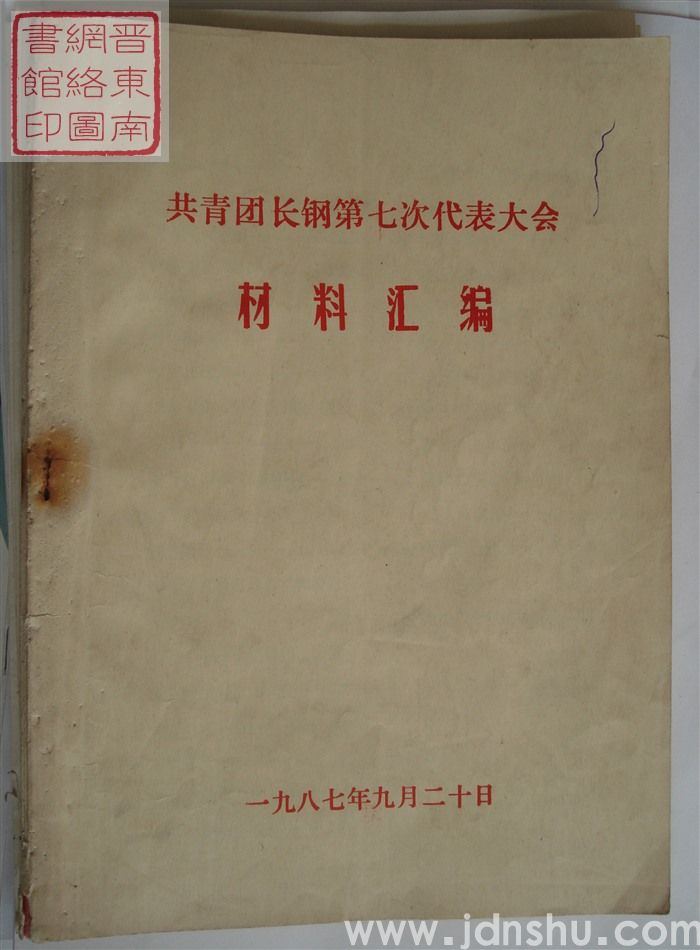 晋東南
網絡圖
書館印
共青团长钢第七次代表大会
材料汇编
一九八七年九月二十日
www.jdnshu.com